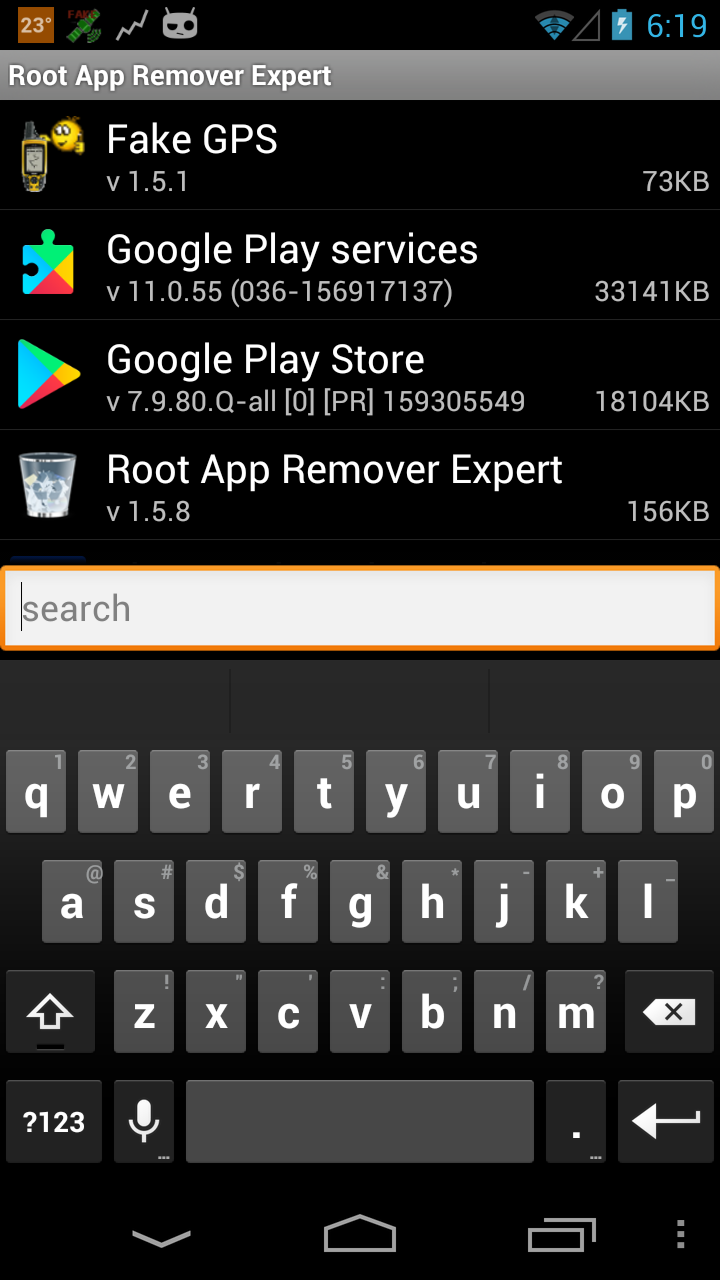 23°
FAKE
6:19
Root App Remover Expert
Fake GPS
v 1.5.1
73KB
Google Play services
v 11.0.55 (036-156917137)
33141KB
Google Play Store
v 7.9.80.Q-all [0] [PR] 159305549
18104KB
Root App Remover Expert
v 1.5.8
156KB
search
1 2 3 4 5 6 7 8 9 0
q w e r t y u i o p
@ # $ % & * - + _
a s d f g h j k l
! " ' : ; / ?
z x c v b n m
?123 ... . ...